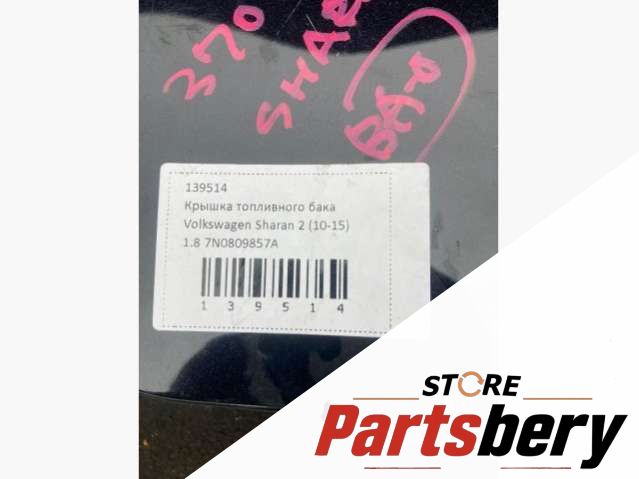 370
SHAR
139514
Крышка топливного бака
Volkswagen Sharan 2 (10-15)
1.8 7N0809857A
1 3 9 5 1 4
STORE
Partsbery